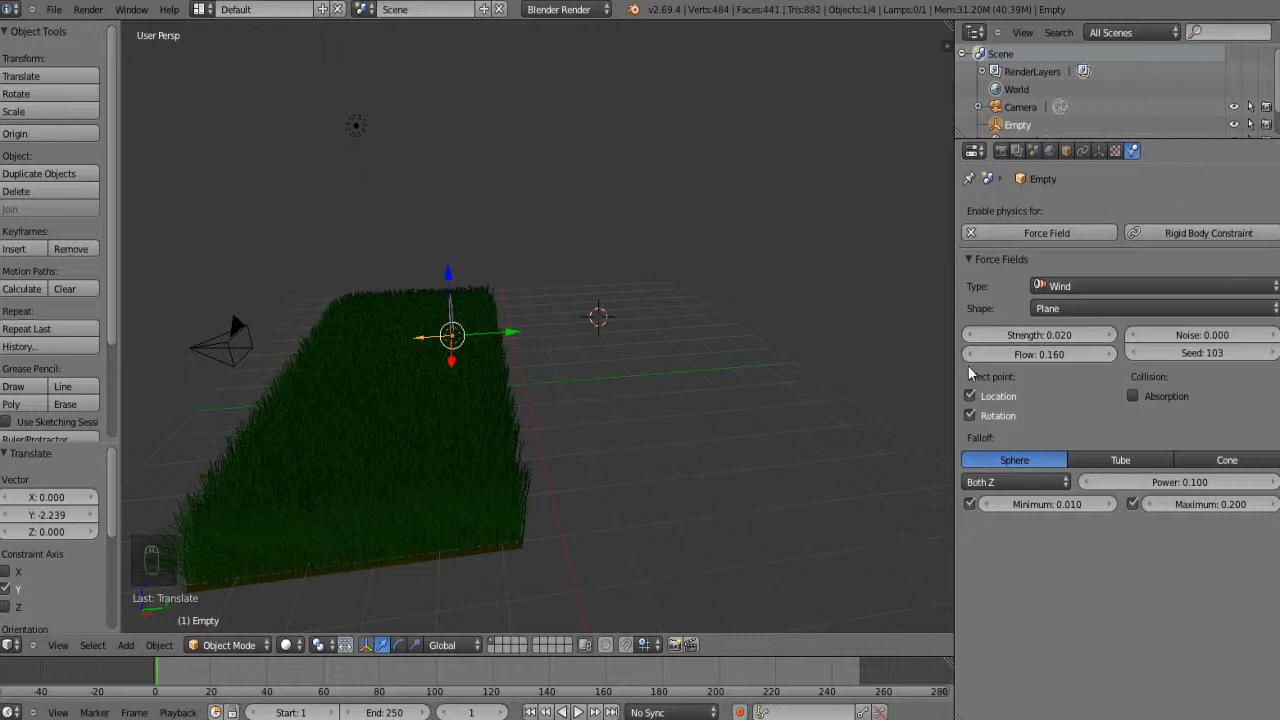 File Render Window Help Default Scene Blender Render v2.69.4 | Verts:484 | Faces:441 | Tris:882 | Objects:1/4 | Lamps:0/1 | Mem:31.20M (40.39M) | Empty
Object Tools
Transform:
Translate
Rotate
Scale
Origin
Object:
Duplicate Objects
Delete
Join
Keyframes:
Insert Remove
Motion Paths:
Calculate Clear
Repeat:
Repeat Last
History...
Grease Pencil:
Draw Line
Poly Erase
Use Sketching Sessi
Ruler/Protractor
Translate
Vector
X: 0.000
Y: -2.239
Z: 0.000
Constraint Axis
X
Y
Z
Orientation
User Persp
Last: Translate
(1) Empty
View Search All Scenes
Scene
RenderLayers
World
Camera
Empty
Empty
Enable physics for:
Force Field Rigid Body Constraint
Force Fields
Type: Wind
Shape: Plane
Strength: 0.020 Noise: 0.000
Flow: 0.160 Seed: 103
ect point: Collision:
Location Absorption
Rotation
Falloff:
Sphere Tube Cone
Both Z Power: 0.100
Minimum: 0.010 Maximum: 0.200
View Select Add Object Object Mode Global
-40 -20 0 20 40 60 80 100 120 140 160 180 200 220 240 260 280
View Marker Frame Playback Start: 1 End: 250 1 No Sync